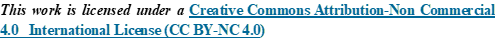 This work is licensed under a Creative Commons Attribution-Non Commercial
4.0 International License (CC BY-NC 4.0)